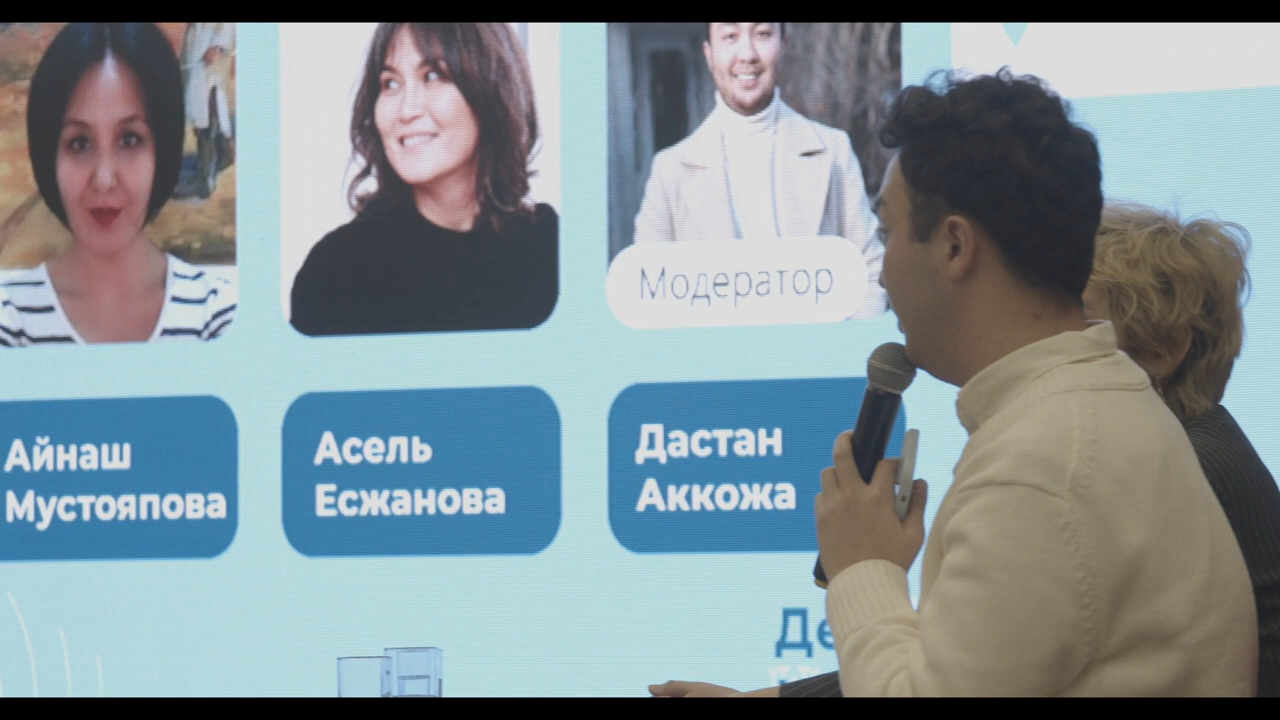 Модератор
Айнаш
Мустояпова
Асель
Есжанова
Дастан
Аккожа